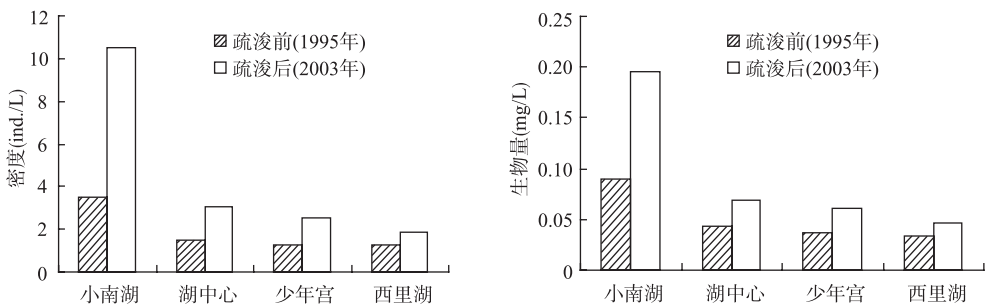 12
10
8
6
4
2
0
密度(ind./L)
疏浚前(1995年)
疏浚后(2003年)
小南湖 湖中心 少年宫 西里湖
0.25
0.20
0.15
0.10
0.05
0
生物量(mg/L)
疏浚前(1995年)
疏浚后(2003年)
小南湖 湖中心 少年宫 西里湖